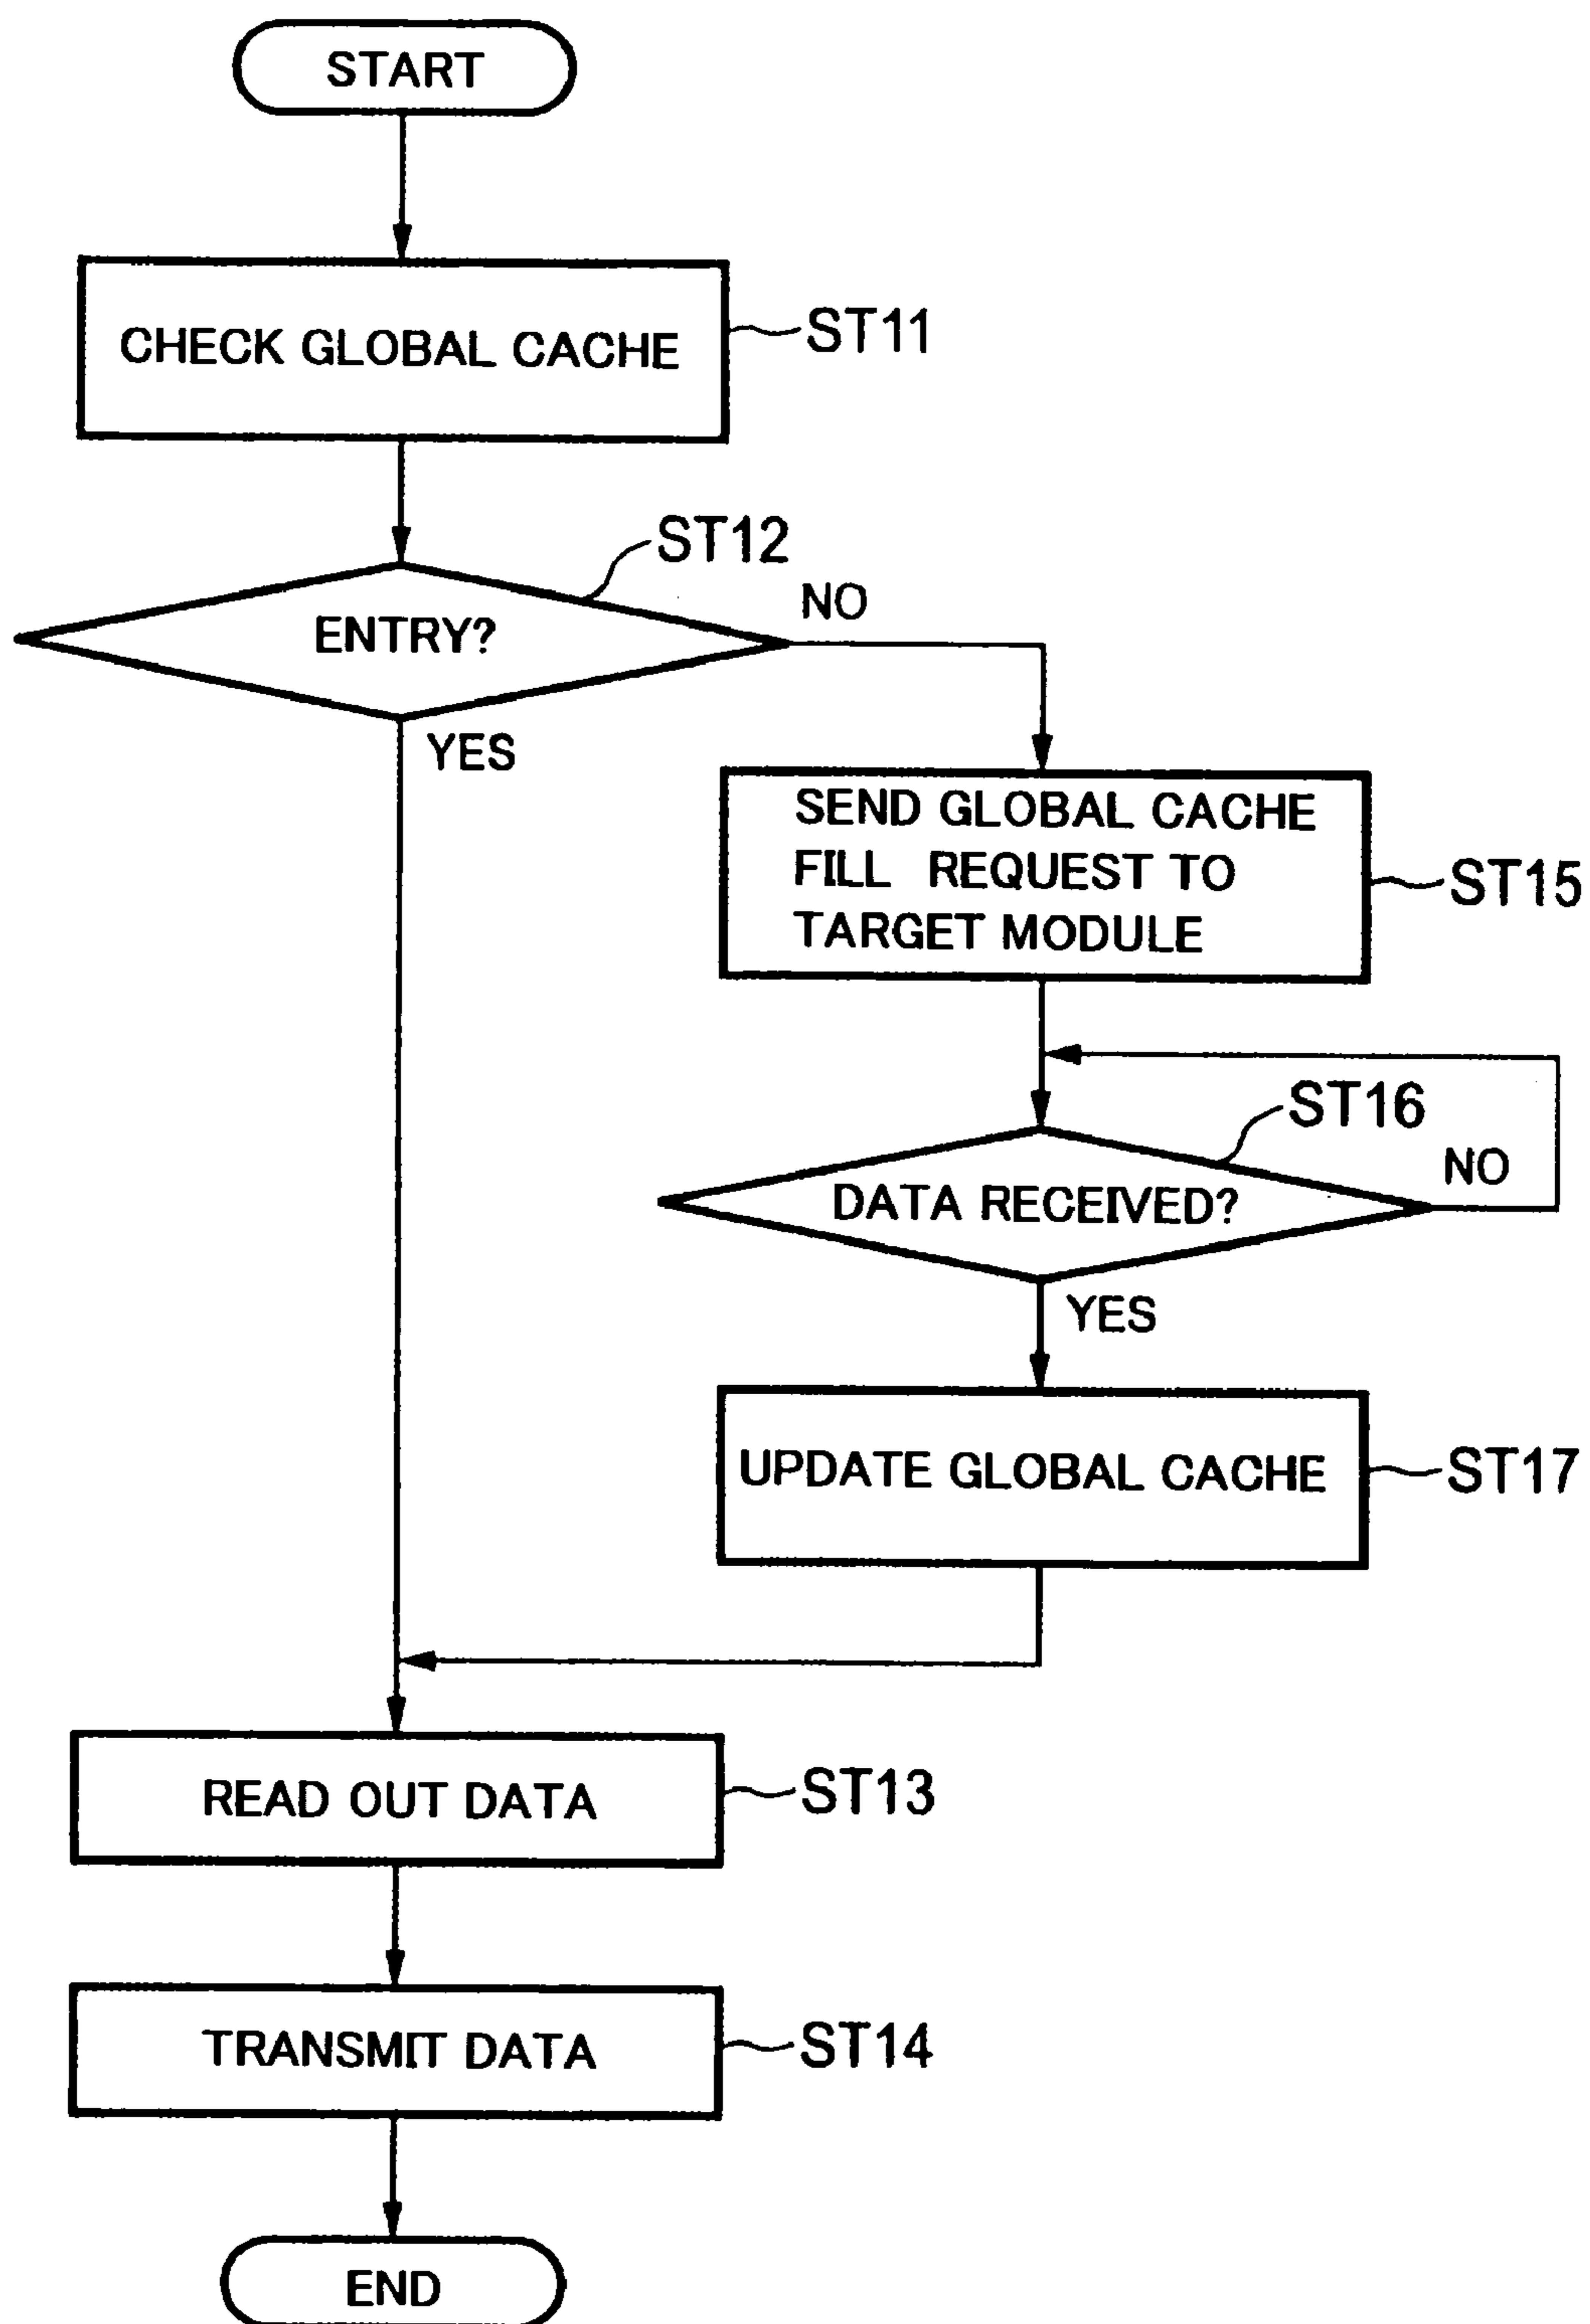 START
CHECK GLOBAL CACHE
ST11
ST12
ENTRY?
NO
YES
SEND GLOBAL CACHE
FILL REQUEST TO
TARGET MODULE
ST15
ST16
DATA RECEIVED?
NO
YES
UPDATE GLOBAL CACHE
ST17
READ OUT DATA
ST13
TRANSMIT DATA
ST14
END